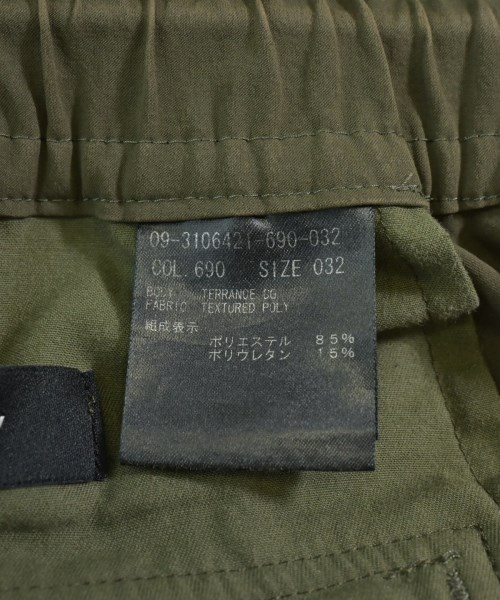 09-3106421-690-032
COL.690 SIZE 032
BODY TERRANCE CG
FABRIC TEXTURED POLY
組成表示
ポリエステル 85%
ポリウレタン 15%